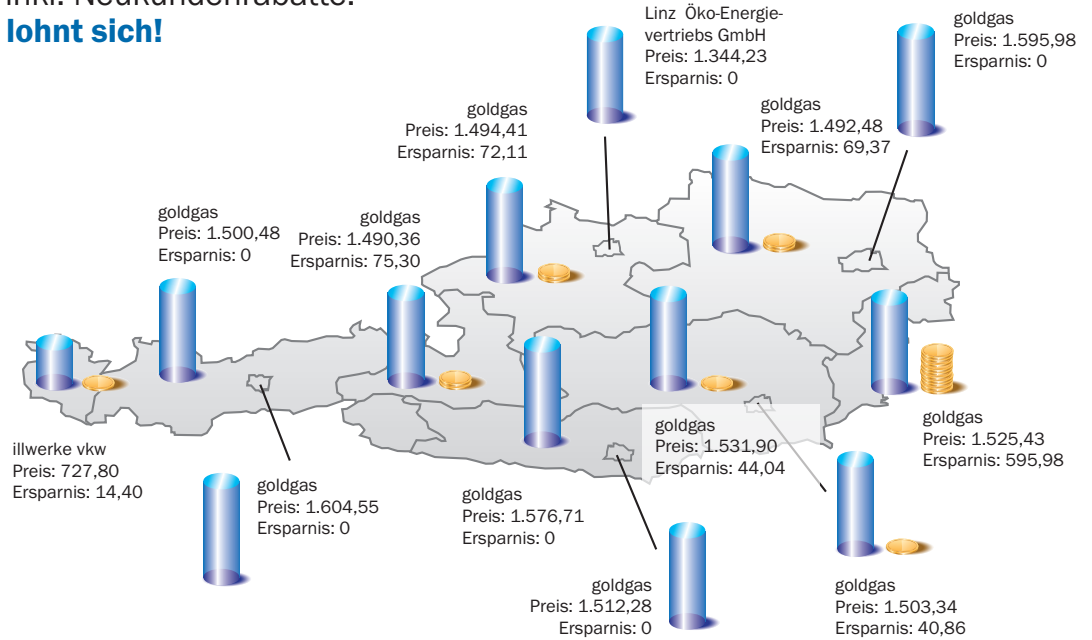 inkl. Neukundenrabatte.
lohnt sich!
Linz Öko-Energie-
vertriebs GmbH
Preis: 1.344,23
Ersparnis: 0
goldgas
Preis: 1.595,98
Ersparnis: 0
goldgas
Preis: 1.494,41
Ersparnis: 72,11
goldgas
Preis: 1.492,48
Ersparnis: 69,37
goldgas
Preis: 1.500,48
Ersparnis: 0
goldgas
Preis: 1.490,36
Ersparnis: 75,30
illwerke vkw
Preis: 727,80
Ersparnis: 14,40
goldgas
Preis: 1.604,55
Ersparnis: 0
goldgas
Preis: 1.576,71
Ersparnis: 0
goldgas
Preis: 1.531,90
Ersparnis: 44,04
goldgas
Preis: 1.525,43
Ersparnis: 595,98
goldgas
Preis: 1.512,28
Ersparnis: 0
goldgas
Preis: 1.503,34
Ersparnis: 40,86